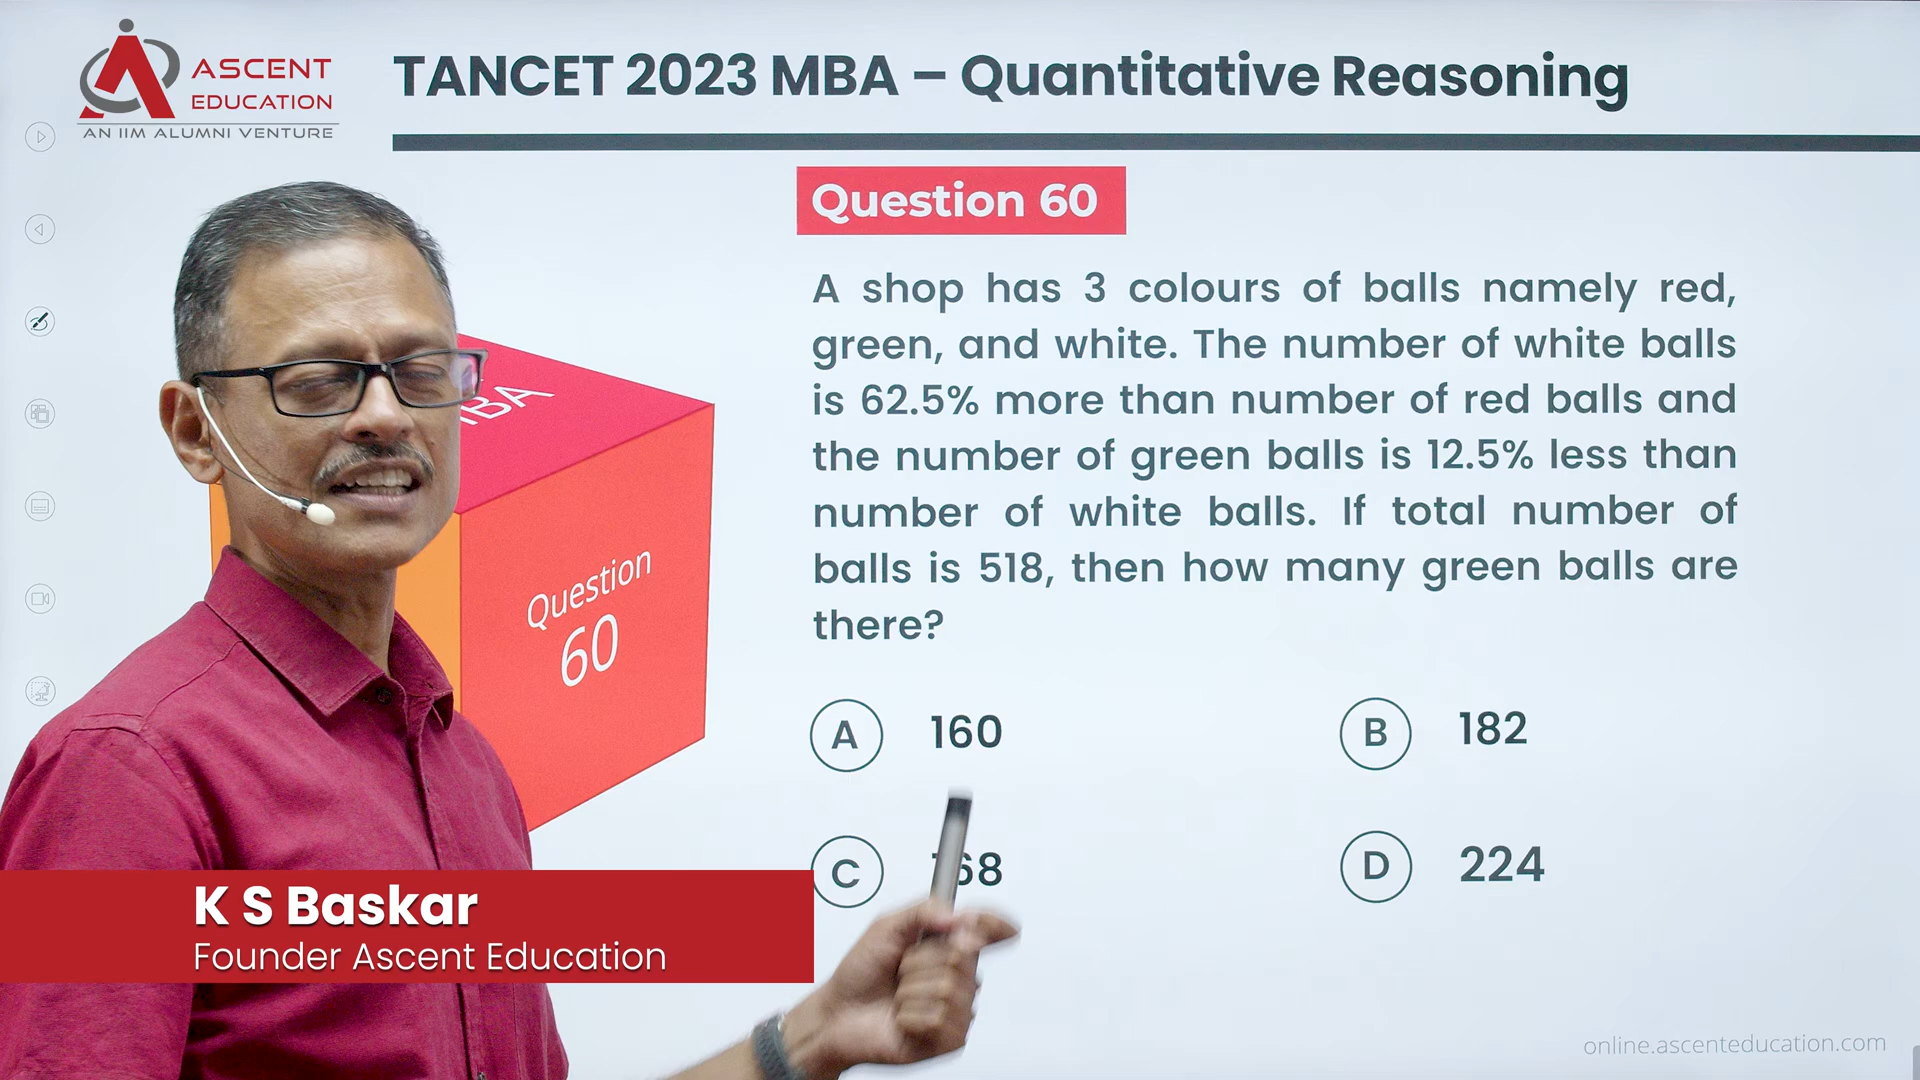 ASCENT
EDUCATION
AN IIM ALUMNI VENTURE
TANCET 2023 MBA – Quantitative Reasoning
Question 60
A shop has 3 colours of balls namely red,
green, and white. The number of white balls
is 62.5% more than number of red balls and
the number of green balls is 12.5% less than
number of white balls. If total number of
balls is 518, then how many green balls are
there?
A 160
B 182
C 68
D 224
MBA
Question
60
K S Baskar
Founder Ascent Education
online.ascenteducation.com